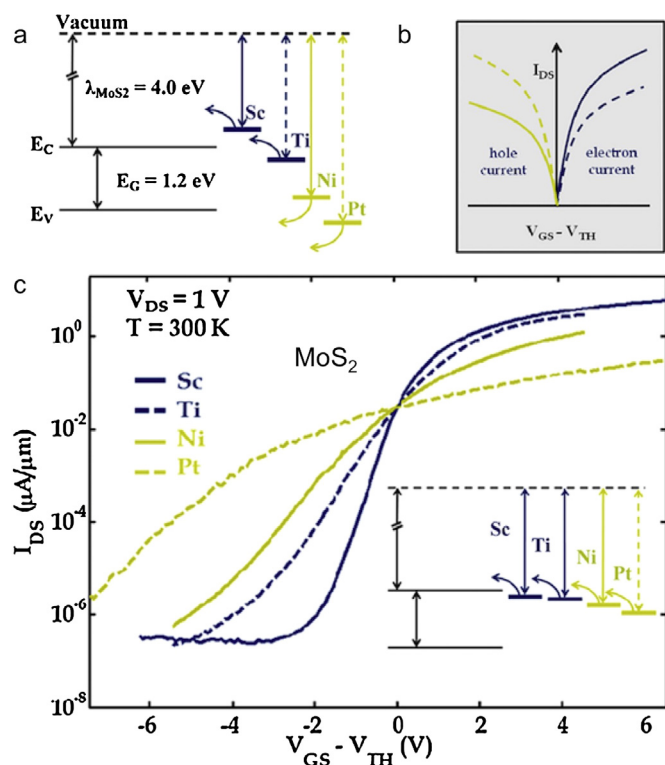 a
Vacuum
λMoS2 = 4.0 eV
Sc
Ti
EC
EG = 1.2 eV
Ni
EV
Pt
b
IDS
hole current
electron current
VGS - VTH
c
VDS = 1 V
T = 300 K
MoS2
Sc
Ti
Ni
Pt
IDS (μA/μm)
10^0
10^-2
10^-4
10^-6
10^-8
Sc
Ti
Ni
Pt
-6 -4 -2 0 2 4 6
VGS - VTH (V)